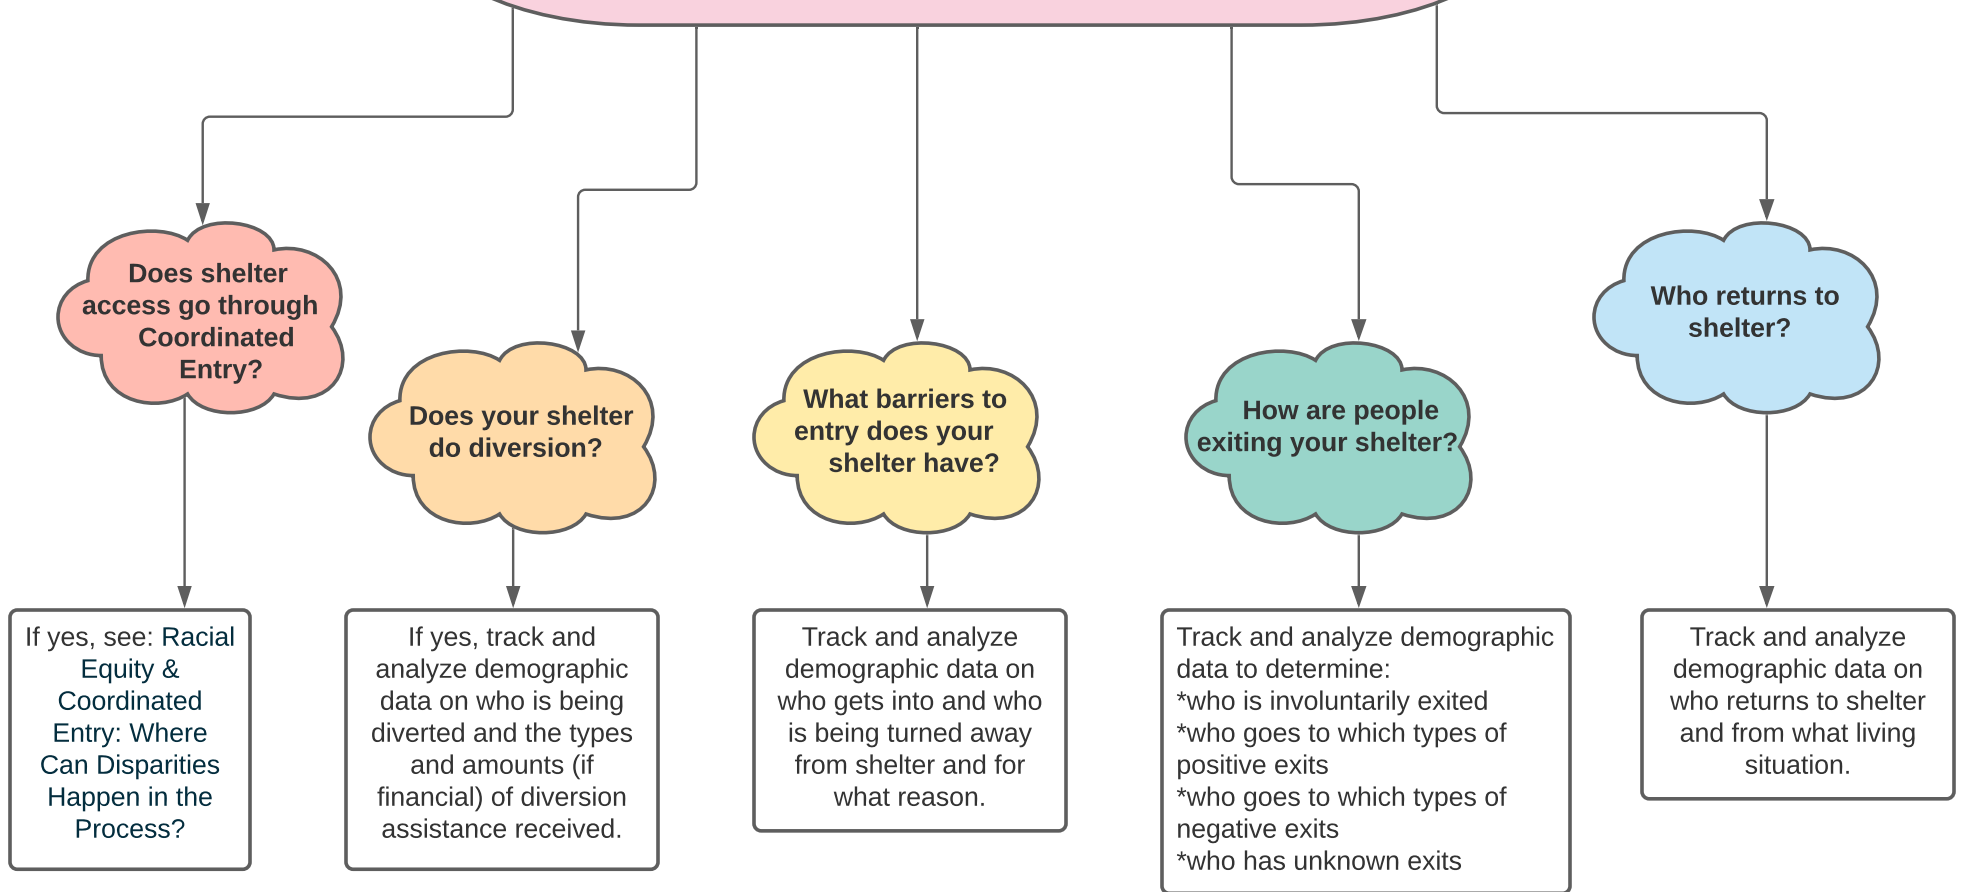 Does shelter
access go through
Coordinated
Entry?
Does your shelter
do diversion?
What barriers to
entry does your
shelter have?
How are people
exiting your shelter?
Who returns to
shelter?
If yes, see: Racial
Equity &
Coordinated
Entry: Where
Can Disparities
Happen in the
Process?
If yes, track and
analyze demographic
data on who is being
diverted and the types
and amounts (if
financial) of diversion
assistance received.
Track and analyze
demographic data on
who gets into and who
is being turned away
from shelter and for
what reason.
Track and analyze demographic
data to determine:
*who is involuntarily exited
*who goes to which types of
positive exits
*who goes to which types of
negative exits
*who has unknown exits
Track and analyze
demographic data on
who returns to shelter
and from what living
situation.